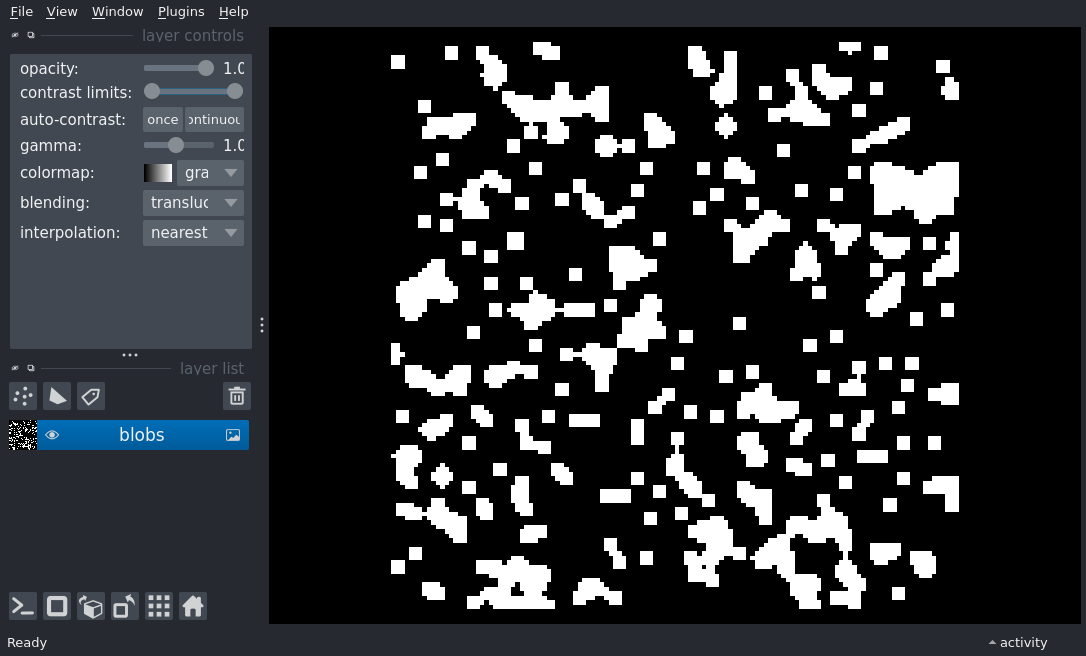 File View Window Plugins Help
layer controls
opacity: 1.0
contrast limits:
auto-contrast: once ontinuou
gamma: 1.0
colormap: gra
blending: transluc
interpolation: nearest
layer list
blobs
Ready
activity